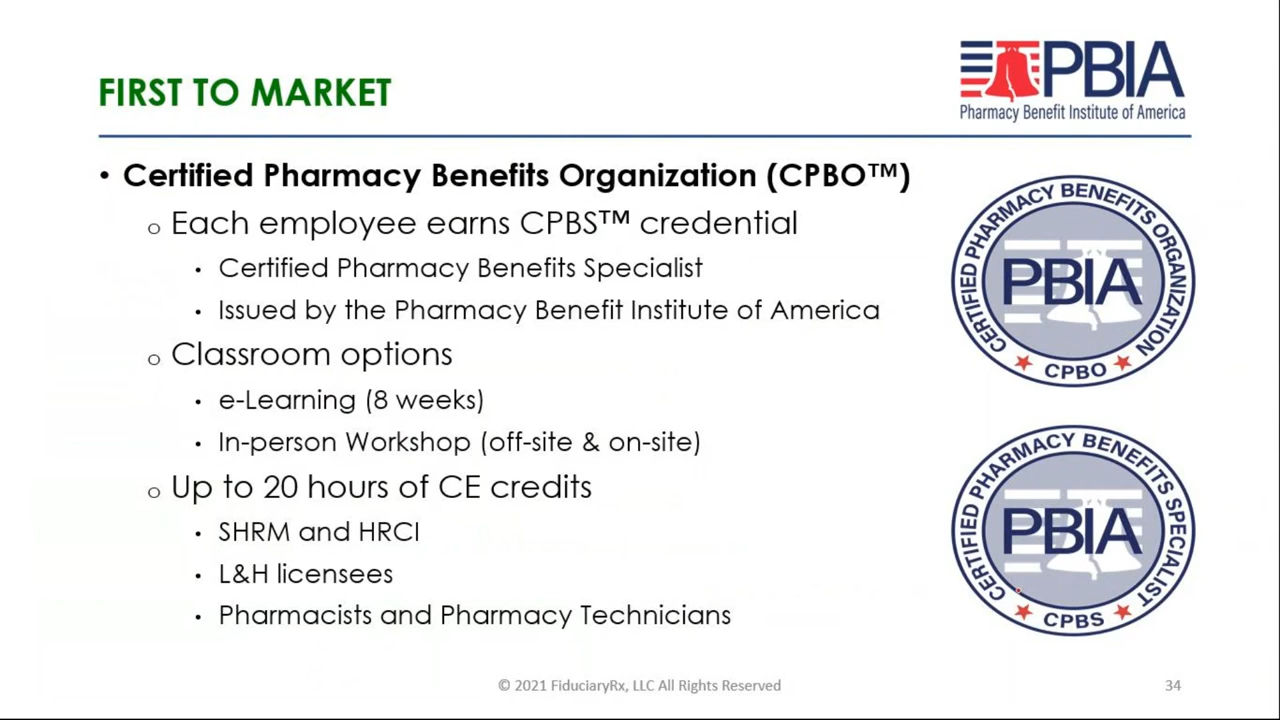 FIRST TO MARKET
PBIA
Pharmacy Benefit Institute of America
• Certified Pharmacy Benefits Organization (CPBO™)
o Each employee earns CPBS™ credential
• Certified Pharmacy Benefits Specialist
• Issued by the Pharmacy Benefit Institute of America
o Classroom options
• e-Learning (8 weeks)
• In-person Workshop (off-site & on-site)
o Up to 20 hours of CE credits
• SHRM and HRCI
• L&H licensees
• Pharmacists and Pharmacy Technicians
CERTIFIED PHARMACY BENEFITS ORGANIZATION
PBIA
CPBO
CERTIFIED PHARMACY BENEFITS SPECIALIST
PBIA
CPBS
© 2021 FiduciaryRx, LLC All Rights Reserved
34